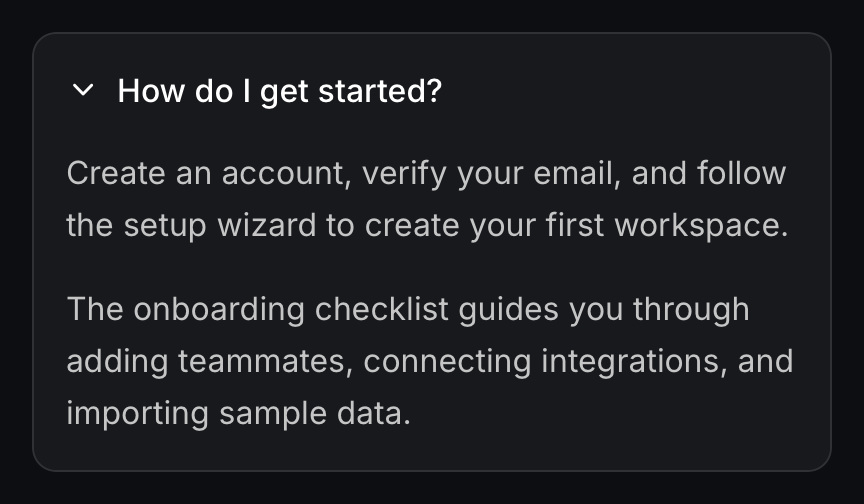 How do I get started?
Create an account, verify your email, and follow
the setup wizard to create your first workspace.
The onboarding checklist guides you through
adding teammates, connecting integrations, and
importing sample data.